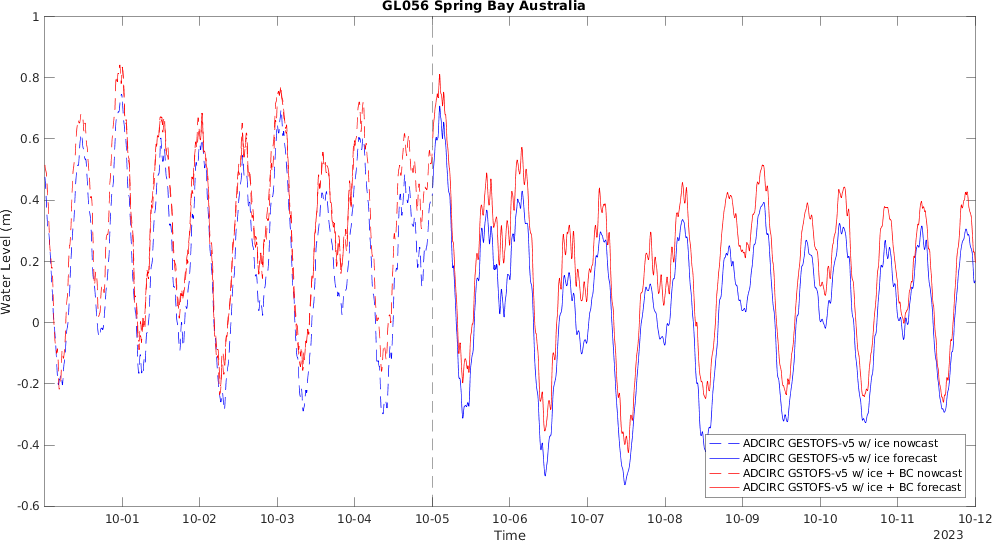 GL056 Spring Bay Australia
1
0.8
0.6
0.4
0.2
0
-0.2
-0.4
-0.6
Water Level (m)
ADCIRC GESTOFS-v5 w/ ice nowcast
ADCIRC GESTOFS-v5 w/ ice forecast
ADCIRC GSTOFS-v5 w/ ice + BC nowcast
ADCIRC GSTOFS-v5 w/ ice + BC forecast
10-01 10-02 10-03 10-04 10-05 10-06 10-07 10-08 10-09 10-10 10-11 10-12
Time
2023